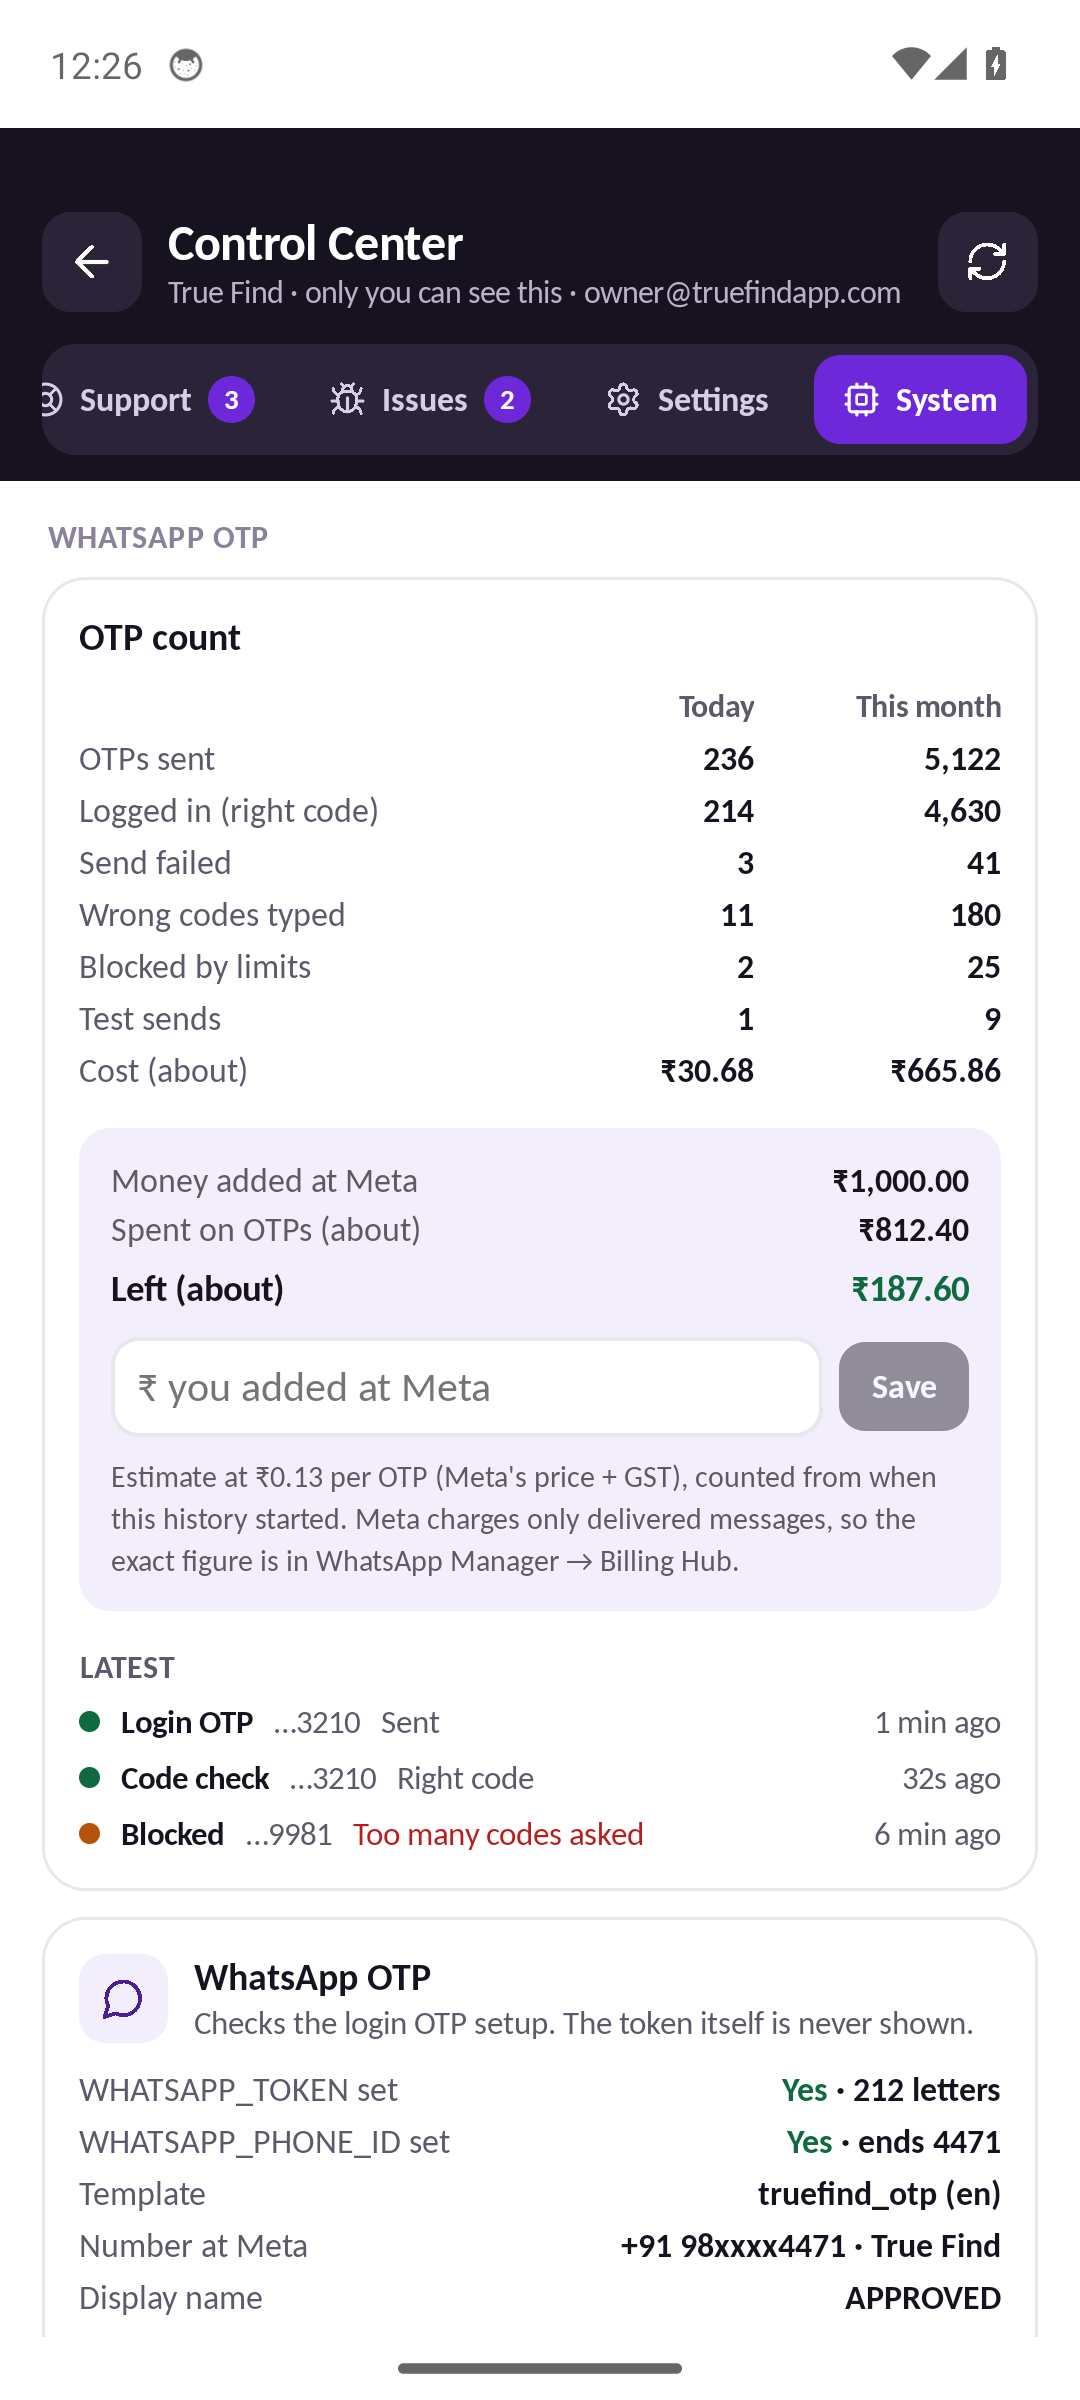 12:26
Control Center
True Find · only you can see this · owner@truefindapp.com
Support 3 Issues 2 Settings System
WHATSAPP OTP
OTP count
Today This month
OTPs sent 236 5,122
Logged in (right code) 214 4,630
Send failed 3 41
Wrong codes typed 11 180
Blocked by limits 2 25
Test sends 1 9
Cost (about) ₹30.68 ₹665.86
Money added at Meta ₹1,000.00
Spent on OTPs (about) ₹812.40
Left (about) ₹187.60
₹ you added at Meta Save
Estimate at ₹0.13 per OTP (Meta's price + GST), counted from when
this history started. Meta charges only delivered messages, so the
exact figure is in WhatsApp Manager → Billing Hub.
LATEST
Login OTP …3210 Sent 1 min ago
Code check …3210 Right code 32s ago
Blocked …9981 Too many codes asked 6 min ago
WhatsApp OTP
Checks the login OTP setup. The token itself is never shown.
WHATSAPP_TOKEN set Yes · 212 letters
WHATSAPP_PHONE_ID set Yes · ends 4471
Template truefind_otp (en)
Number at Meta +91 98xxxx4471 · True Find
Display name APPROVED